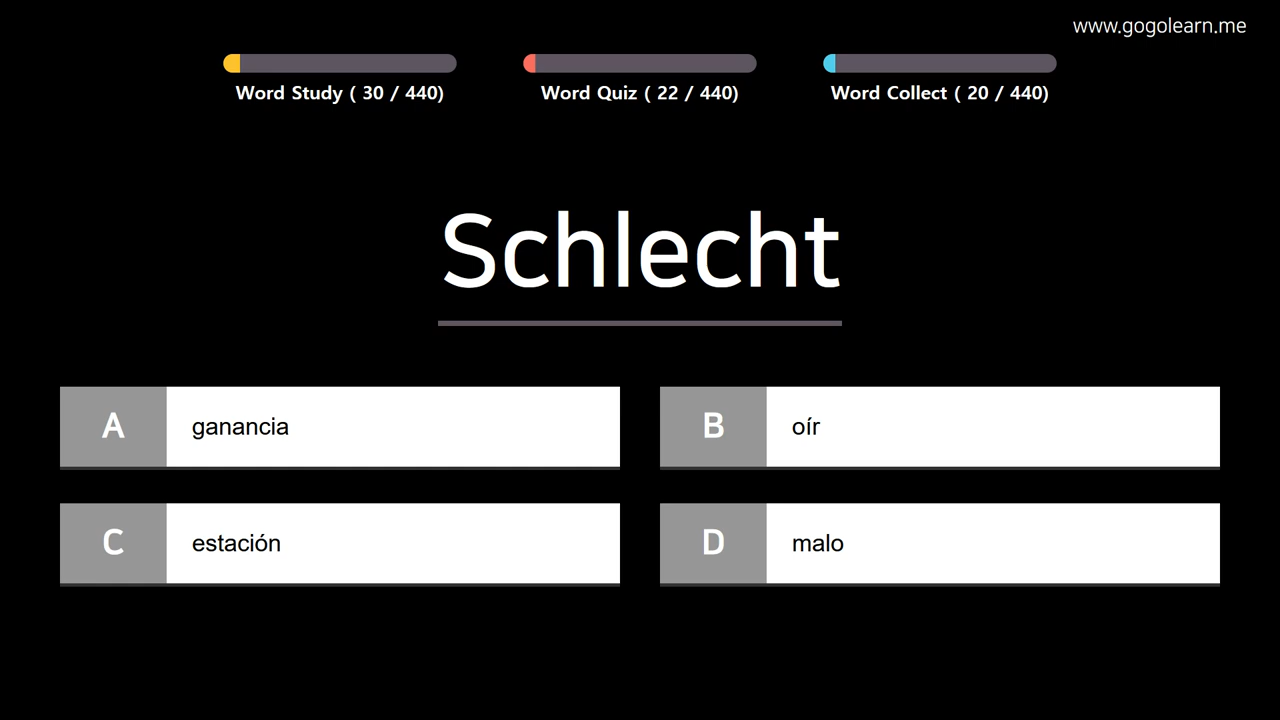 www.gogolearn.me
Word Study ( 30 / 440)
Word Quiz ( 22 / 440)
Word Collect ( 20 / 440)
Schlecht
A ganancia
B oír
C estación
D malo